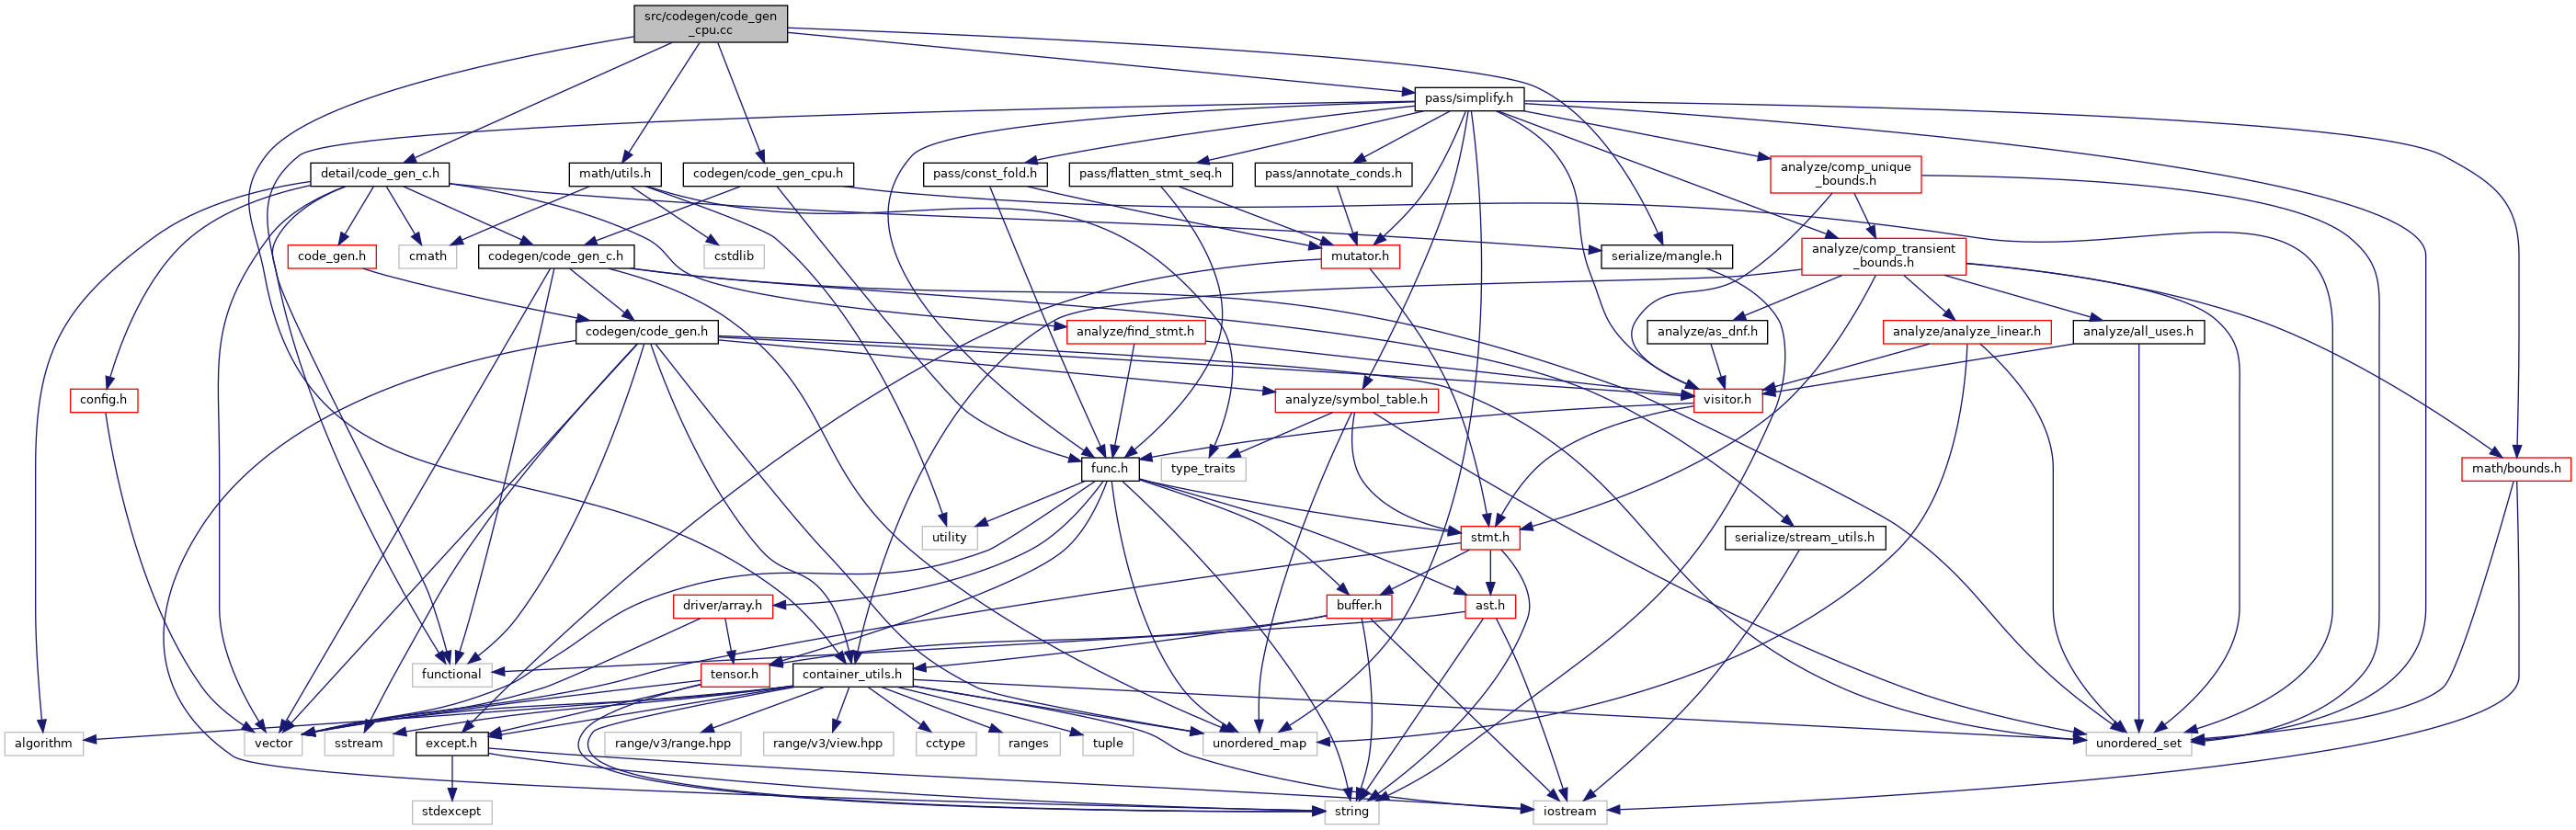 src/codegen/code_gen
_cpu.cc
pass/simplify.h
detail/code_gen_c.h
math/utils.h
codegen/code_gen_cpu.h
pass/const_fold.h
pass/flatten_stmt_seq.h
pass/annotate_conds.h
analyze/comp_unique
_bounds.h
code_gen.h
cmath
codegen/code_gen_c.h
cstdlib
mutator.h
serialize/mangle.h
analyze/comp_transient
_bounds.h
codegen/code_gen.h
analyze/find_stmt.h
analyze/as_dnf.h
analyze/analyze_linear.h
analyze/all_uses.h
config.h
analyze/symbol_table.h
visitor.h
func.h
type_traits
math/bounds.h
utility
stmt.h
serialize/stream_utils.h
driver/array.h
buffer.h
ast.h
functional
tensor.h
container_utils.h
algorithm
vector
sstream
except.h
range/v3/range.hpp
range/v3/view.hpp
cctype
ranges
tuple
unordered_map
unordered_set
stdexcept
string
iostream